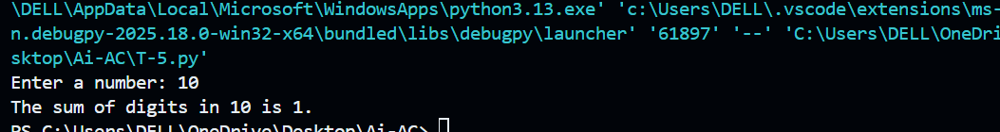 \DELL\AppData\Local\Microsoft\WindowsApps\python3.13.exe' 'c:\Users\DELL\.vscode\extensions\ms-
n.debugpy-2025.18.0-win32-x64\bundled\libs\debugpy\launcher' '61897' '--' 'C:\Users\DELL\OneDri
sktop\Ai-AC\T-5.py'
Enter a number: 10
The sum of digits in 10 is 1.
PS C:\Users\DELL\OneDrive\Desktop\Ai-AC>